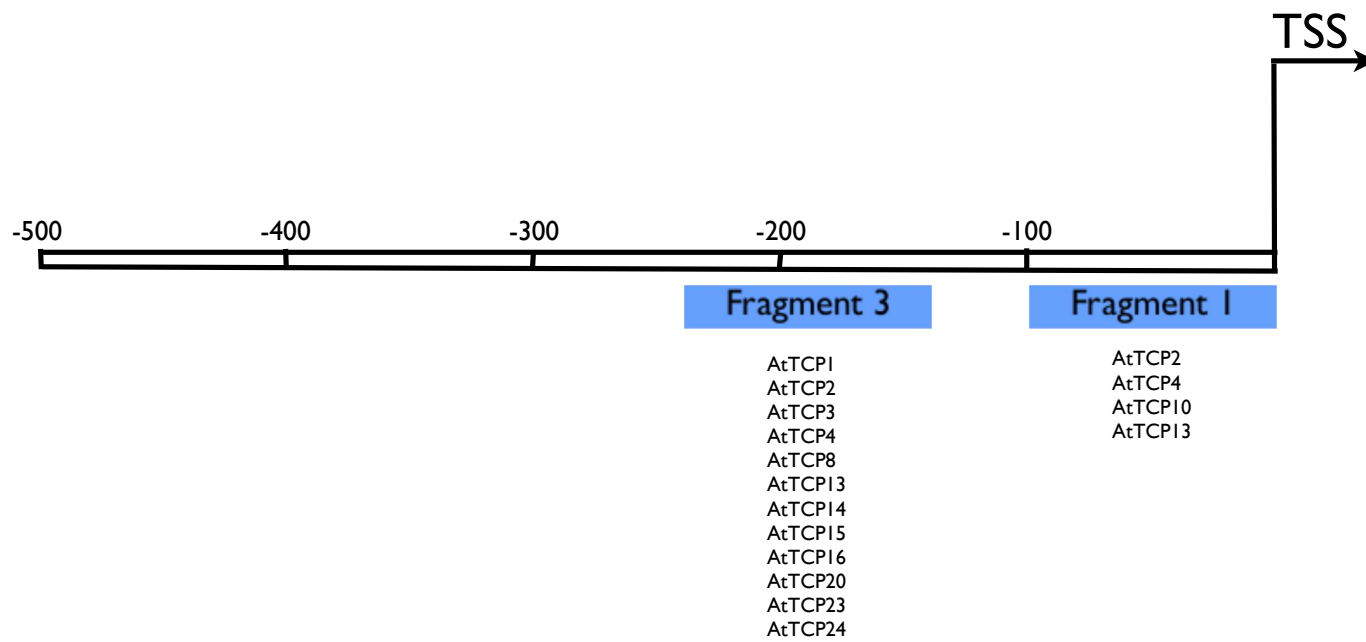 TSS
-500 -400 -300 -200 -100
Fragment 3 Fragment 1
AtTCP1
AtTCP2
AtTCP3
AtTCP4
AtTCP8
AtTCP13
AtTCP14
AtTCP15
AtTCP16
AtTCP20
AtTCP23
AtTCP24
AtTCP2
AtTCP4
AtTCP10
AtTCP13